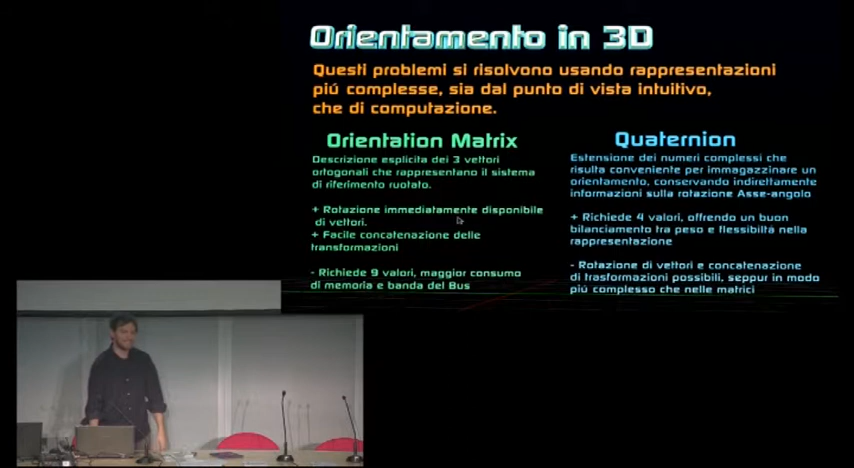 Orientamento in 3D
Questi problemi si risolvono usando rappresentazioni
piú complesse, sia dal punto di vista intuitivo,
che di computazione.
Orientation Matrix
Descrizione esplicita dei 3 vettori
ortogonali che rappresentano il sistema
di riferimento ruotato.
+ Rotazione immediatamente disponibile
di vettori.
+ Facile concatenazione delle
transformazioni
- Richiede 9 valori, maggior consumo
di memoria e banda del Bus
Quaternion
Estensione dei numeri complessi che
risulta conveniente per immagazzinare un
orientamento, conservando indirettamente
informazioni sulla rotazione Asse-angolo
+ Richiede 4 valori, offrendo un buon
bilanciamento tra peso e flessibiltá nella
rappresentazione
- Rotazione di vettori e concatenazione
di trasformazioni possibili, seppur in modo
piú complesso che nelle matrici